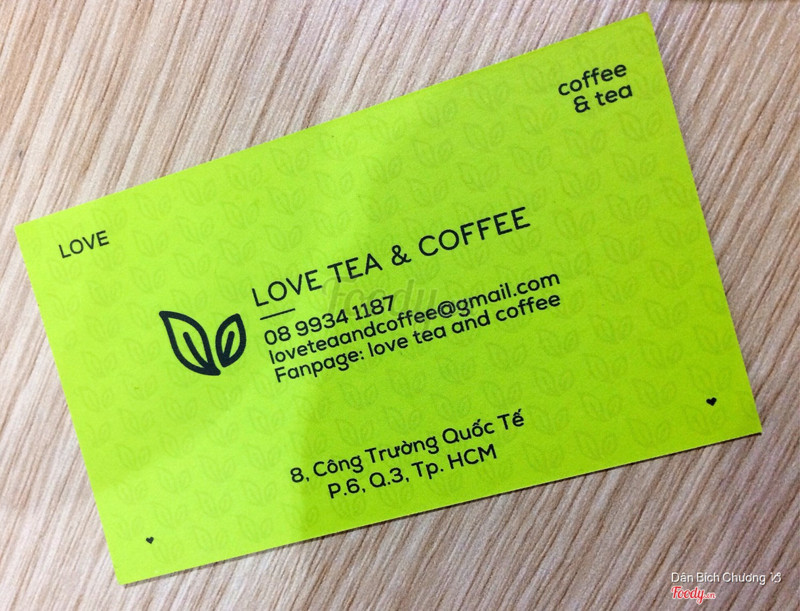 LOVE
coffee
& tea
LOVE TEA & COFFEE
08 9934 1187
loveteaandcoffee@gmail.com
Fanpage: love tea and coffee
8, Công Trường Quốc Tế
P.6, Q.3, Tp. HCM
Foody
Dân Bích Chương
Foody.vn